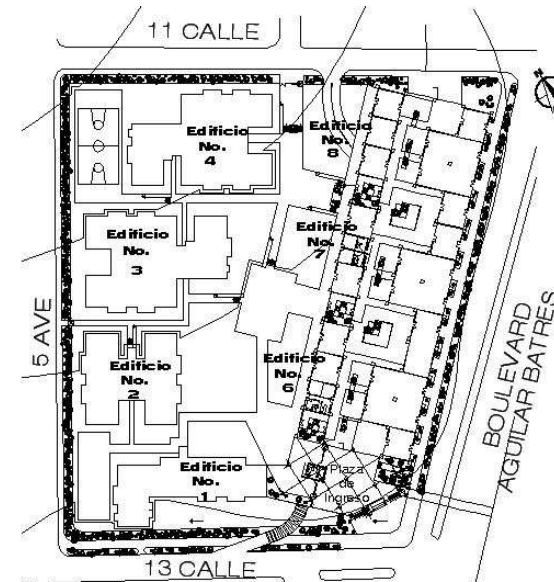 11 CALLE
N
Edificio
No.
4
Edificio
No.
8
Edificio
No.
3
Edificio
No.
7
5 AVE
Edificio
No.
2
Edificio
No.
6
BOULEVARD
AGUILAR BATRES
Edificio
No.
1
Plaza
de
Ingreso
13 CALLE